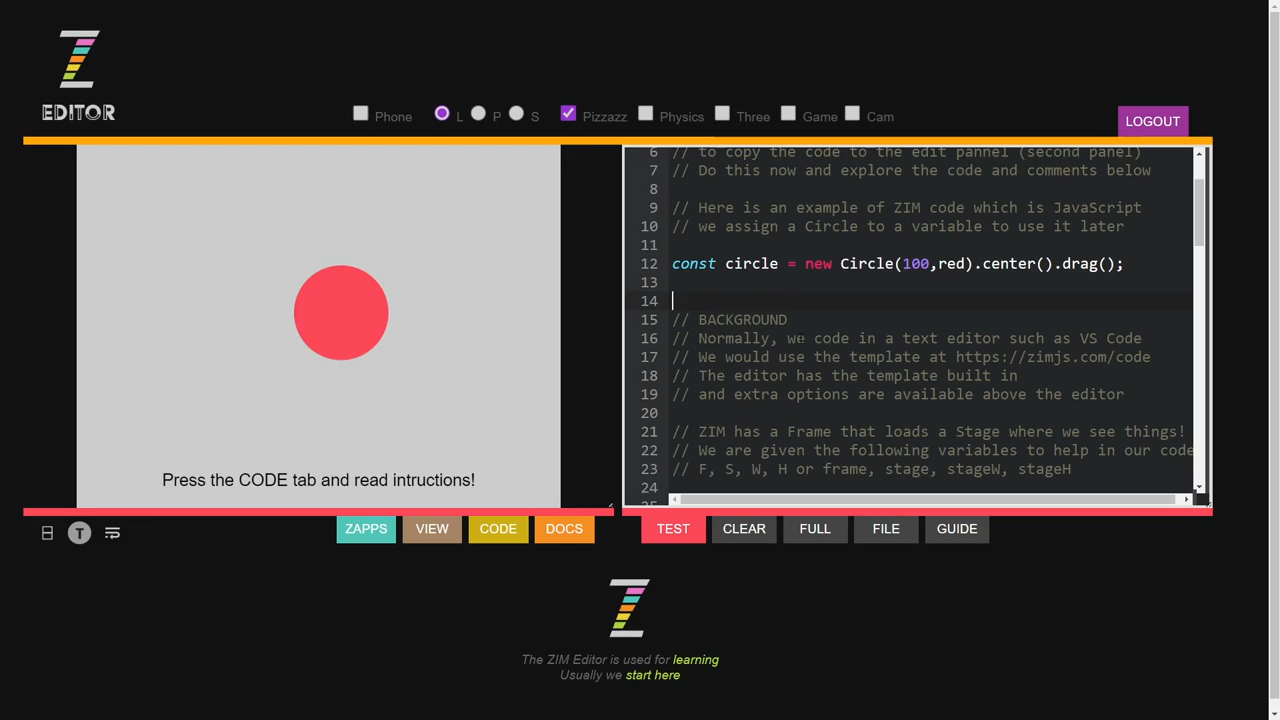 EDITOR
Phone L P S Pizzazz Physics Three Game Cam
LOGOUT
6 // to copy the code to the edit pannel (second panel)
7 // Do this now and explore the code and comments below
8
9 // Here is an example of ZIM code which is JavaScript
10 // we assign a Circle to a variable to use it later
11
12 const circle = new Circle(100,red).center().drag();
13
14
15 // BACKGROUND
16 // Normally, we code in a text editor such as VS Code
17 // We would use the template at https://zimjs.com/code
18 // The editor has the template built in
19 // and extra options are available above the editor
20
21 // ZIM has a Frame that loads a Stage where we see things!
22 // We are given the following variables to help in our code
23 // F, S, W, H or frame, stage, stageW, stageH
24
25
Press the CODE tab and read intructions!
T
ZAPPS VIEW CODE DOCS
TEST CLEAR FULL FILE GUIDE
The ZIM Editor is used for learning
Usually we start here